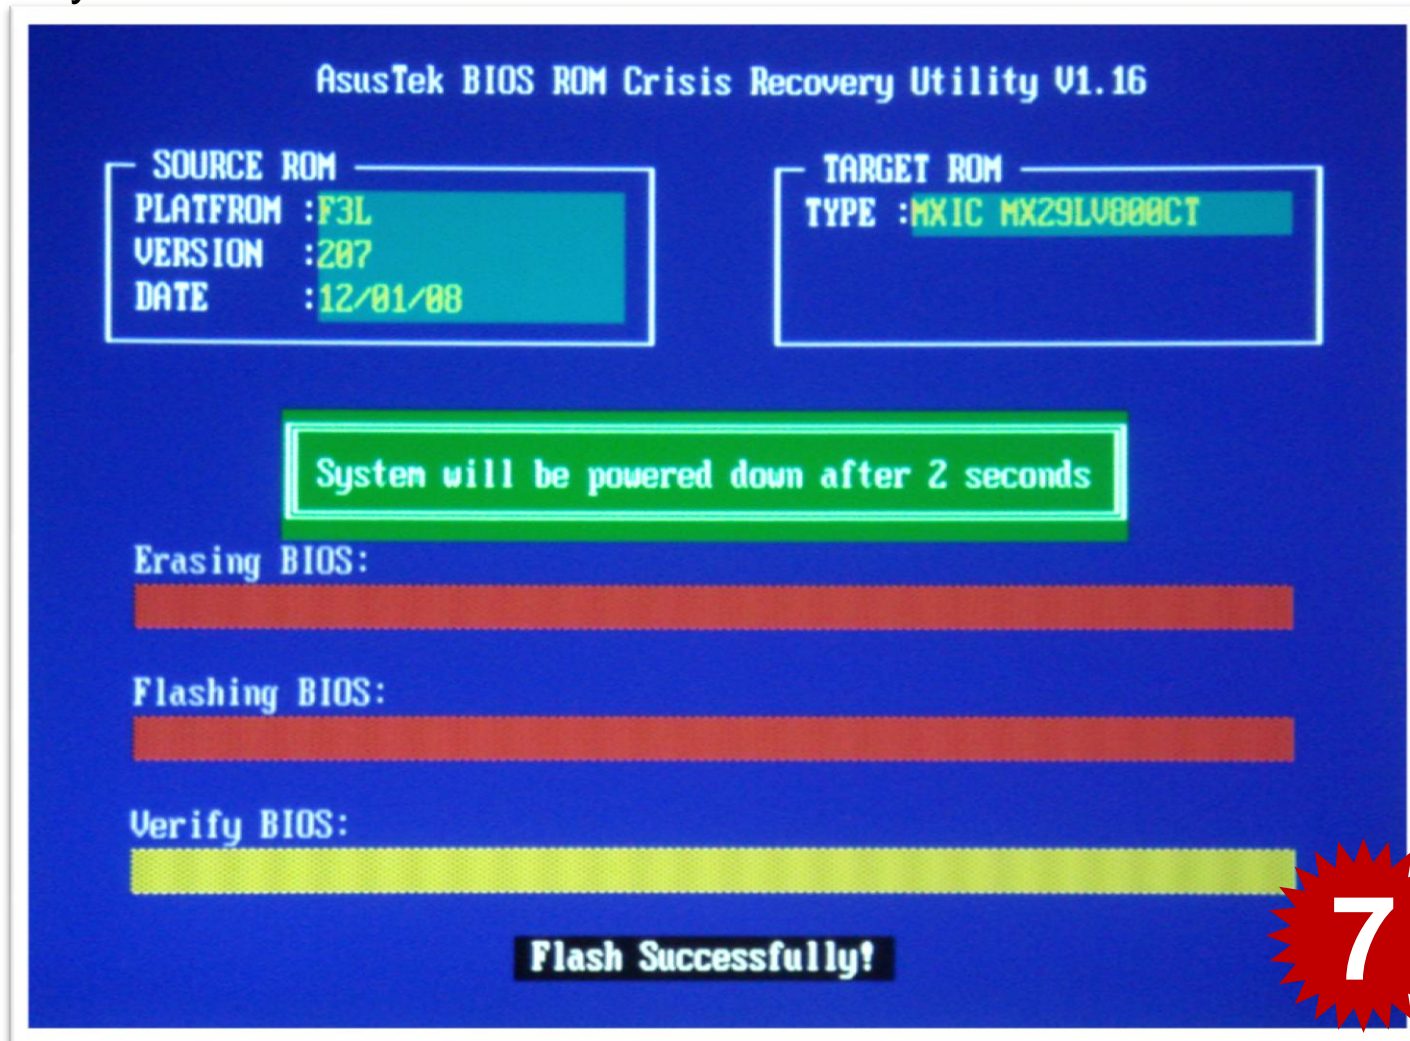 AsusTek BIOS ROM Crisis Recovery Utility V1.16
SOURCE ROM
PLATFROM :F3L
VERSION :207
DATE :12/01/08
TARGET ROM
TYPE :MXIC MX29LV800CT
System will be powered down after 2 seconds
Erasing BIOS:
Flashing BIOS:
Verify BIOS:
Flash Successfully!
7